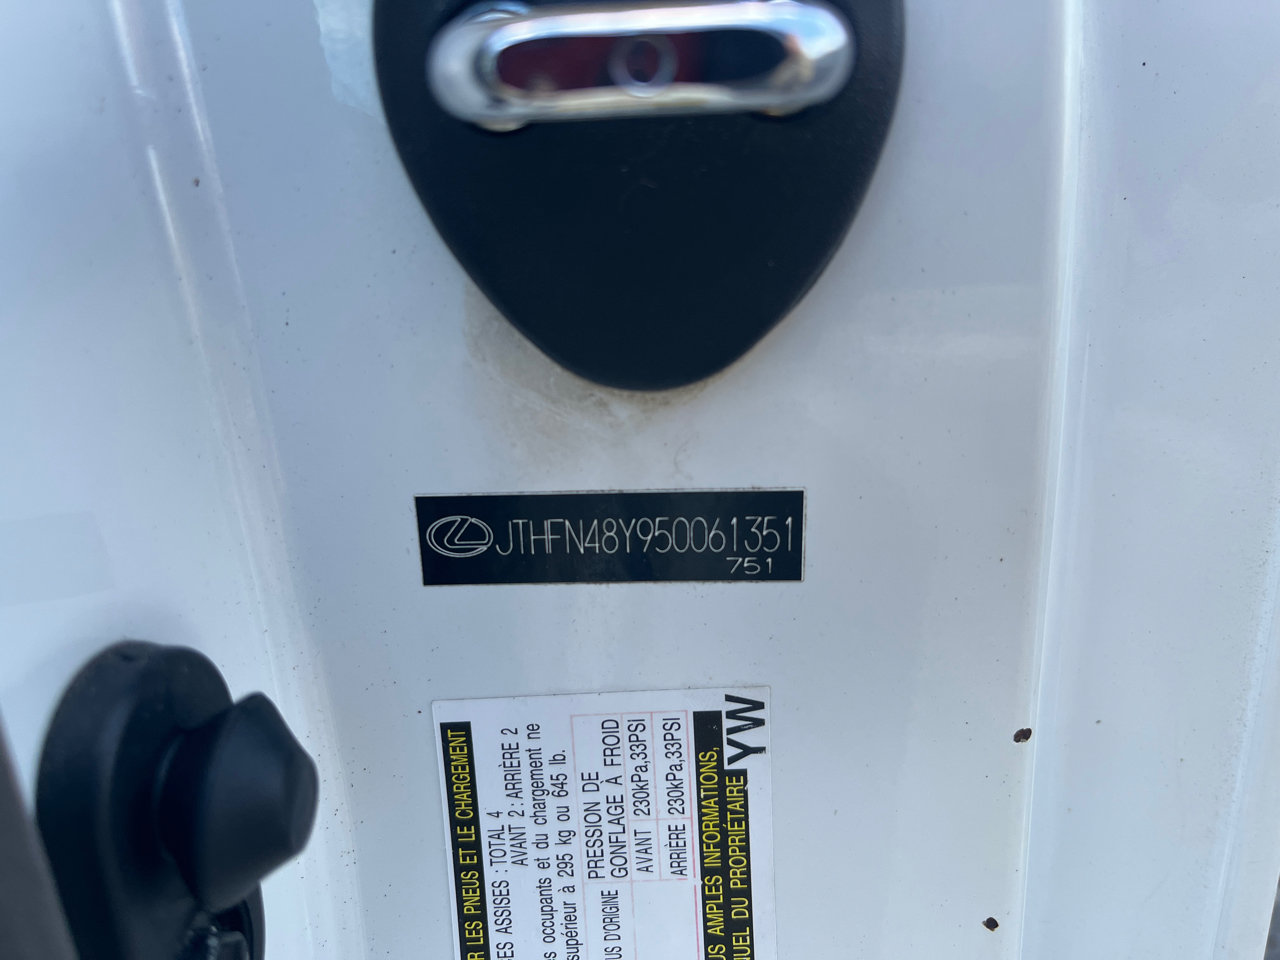 JTHFN48Y950061351
751
R LES PNEUS ET LE CHARGEMENT
ES ASSISES : TOTAL 4
AVANT 2 : ARRIÈRE 2
s occupants et du chargement ne
supérieur à 295 kg ou 645 lb.
US D'ORIGINE
PRESSION DE
GONFLAGE À FROID
AVANT 230kPa,33PSI
ARRIÈRE 230kPa,33PSI
US AMPLES INFORMATIONS,
NUEL DU PROPRIÉTAIRE
YW